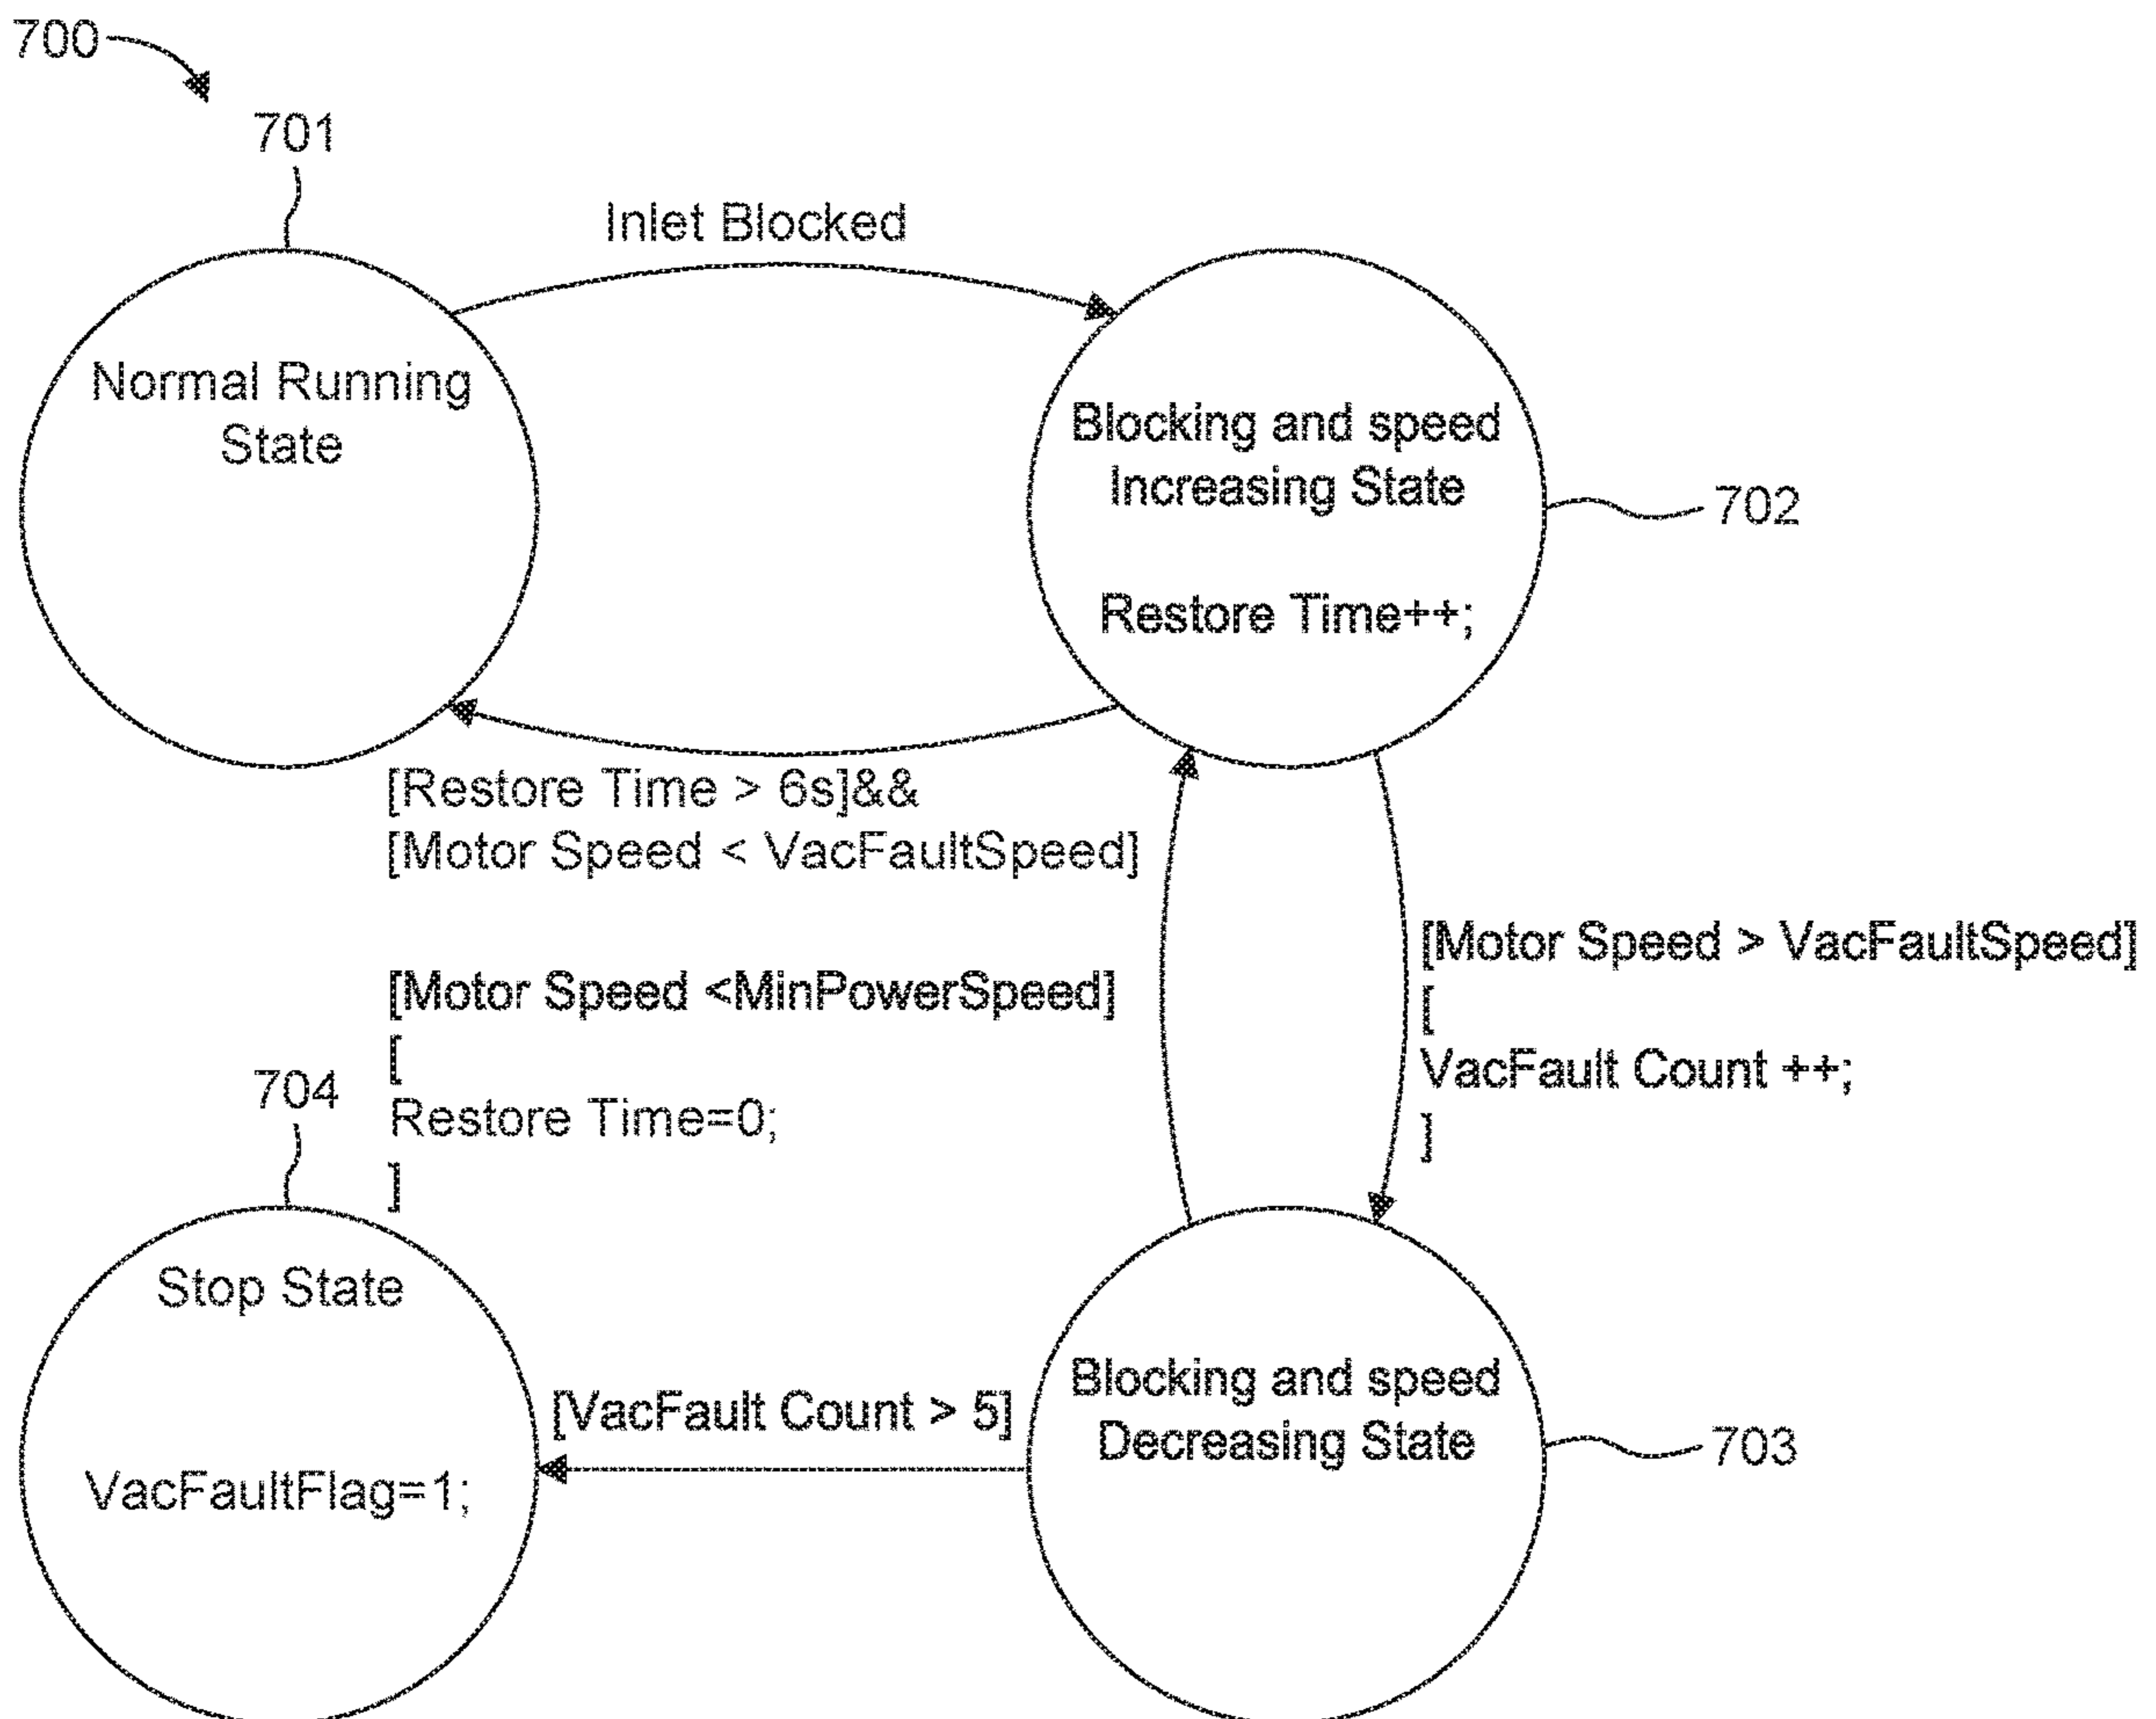 700
701
Inlet Blocked
Normal Running
State
Blocking and speed
Increasing State
Restore Time++;
702
[Restore Time > 6s]&&
[Motor Speed < VacFaultSpeed]
[Motor Speed > VacFaultSpeed]
[
VacFault Count ++;
]
[Motor Speed <MinPowerSpeed]
[
Restore Time=0;
]
704
Stop State
VacFaultFlag=1;
[VacFault Count > 5]
Blocking and speed
Decreasing State
703